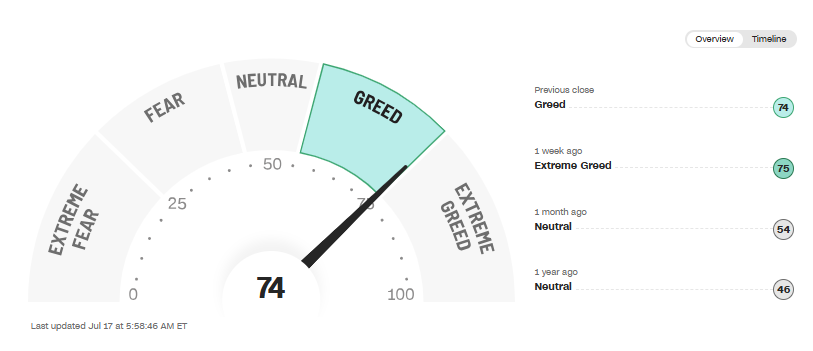 Overview
Timeline
NEUTRAL
FEAR
GREED
EXTREME
FEAR
EXTREME
GREED
50
25
75
0
100
74
Last updated Jul 17 at 5:58:46 AM ET
Previous close
Greed 74
1 week ago
Extreme Greed 75
1 month ago
Neutral 54
1 year ago
Neutral 46